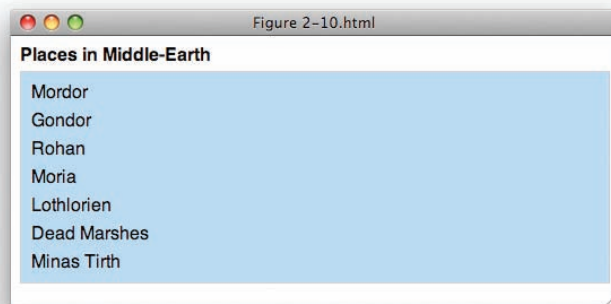 Figure 2-10.html
Places in Middle-Earth
Mordor
Gondor
Rohan
Moria
Lothlorien
Dead Marshes
Minas Tirth